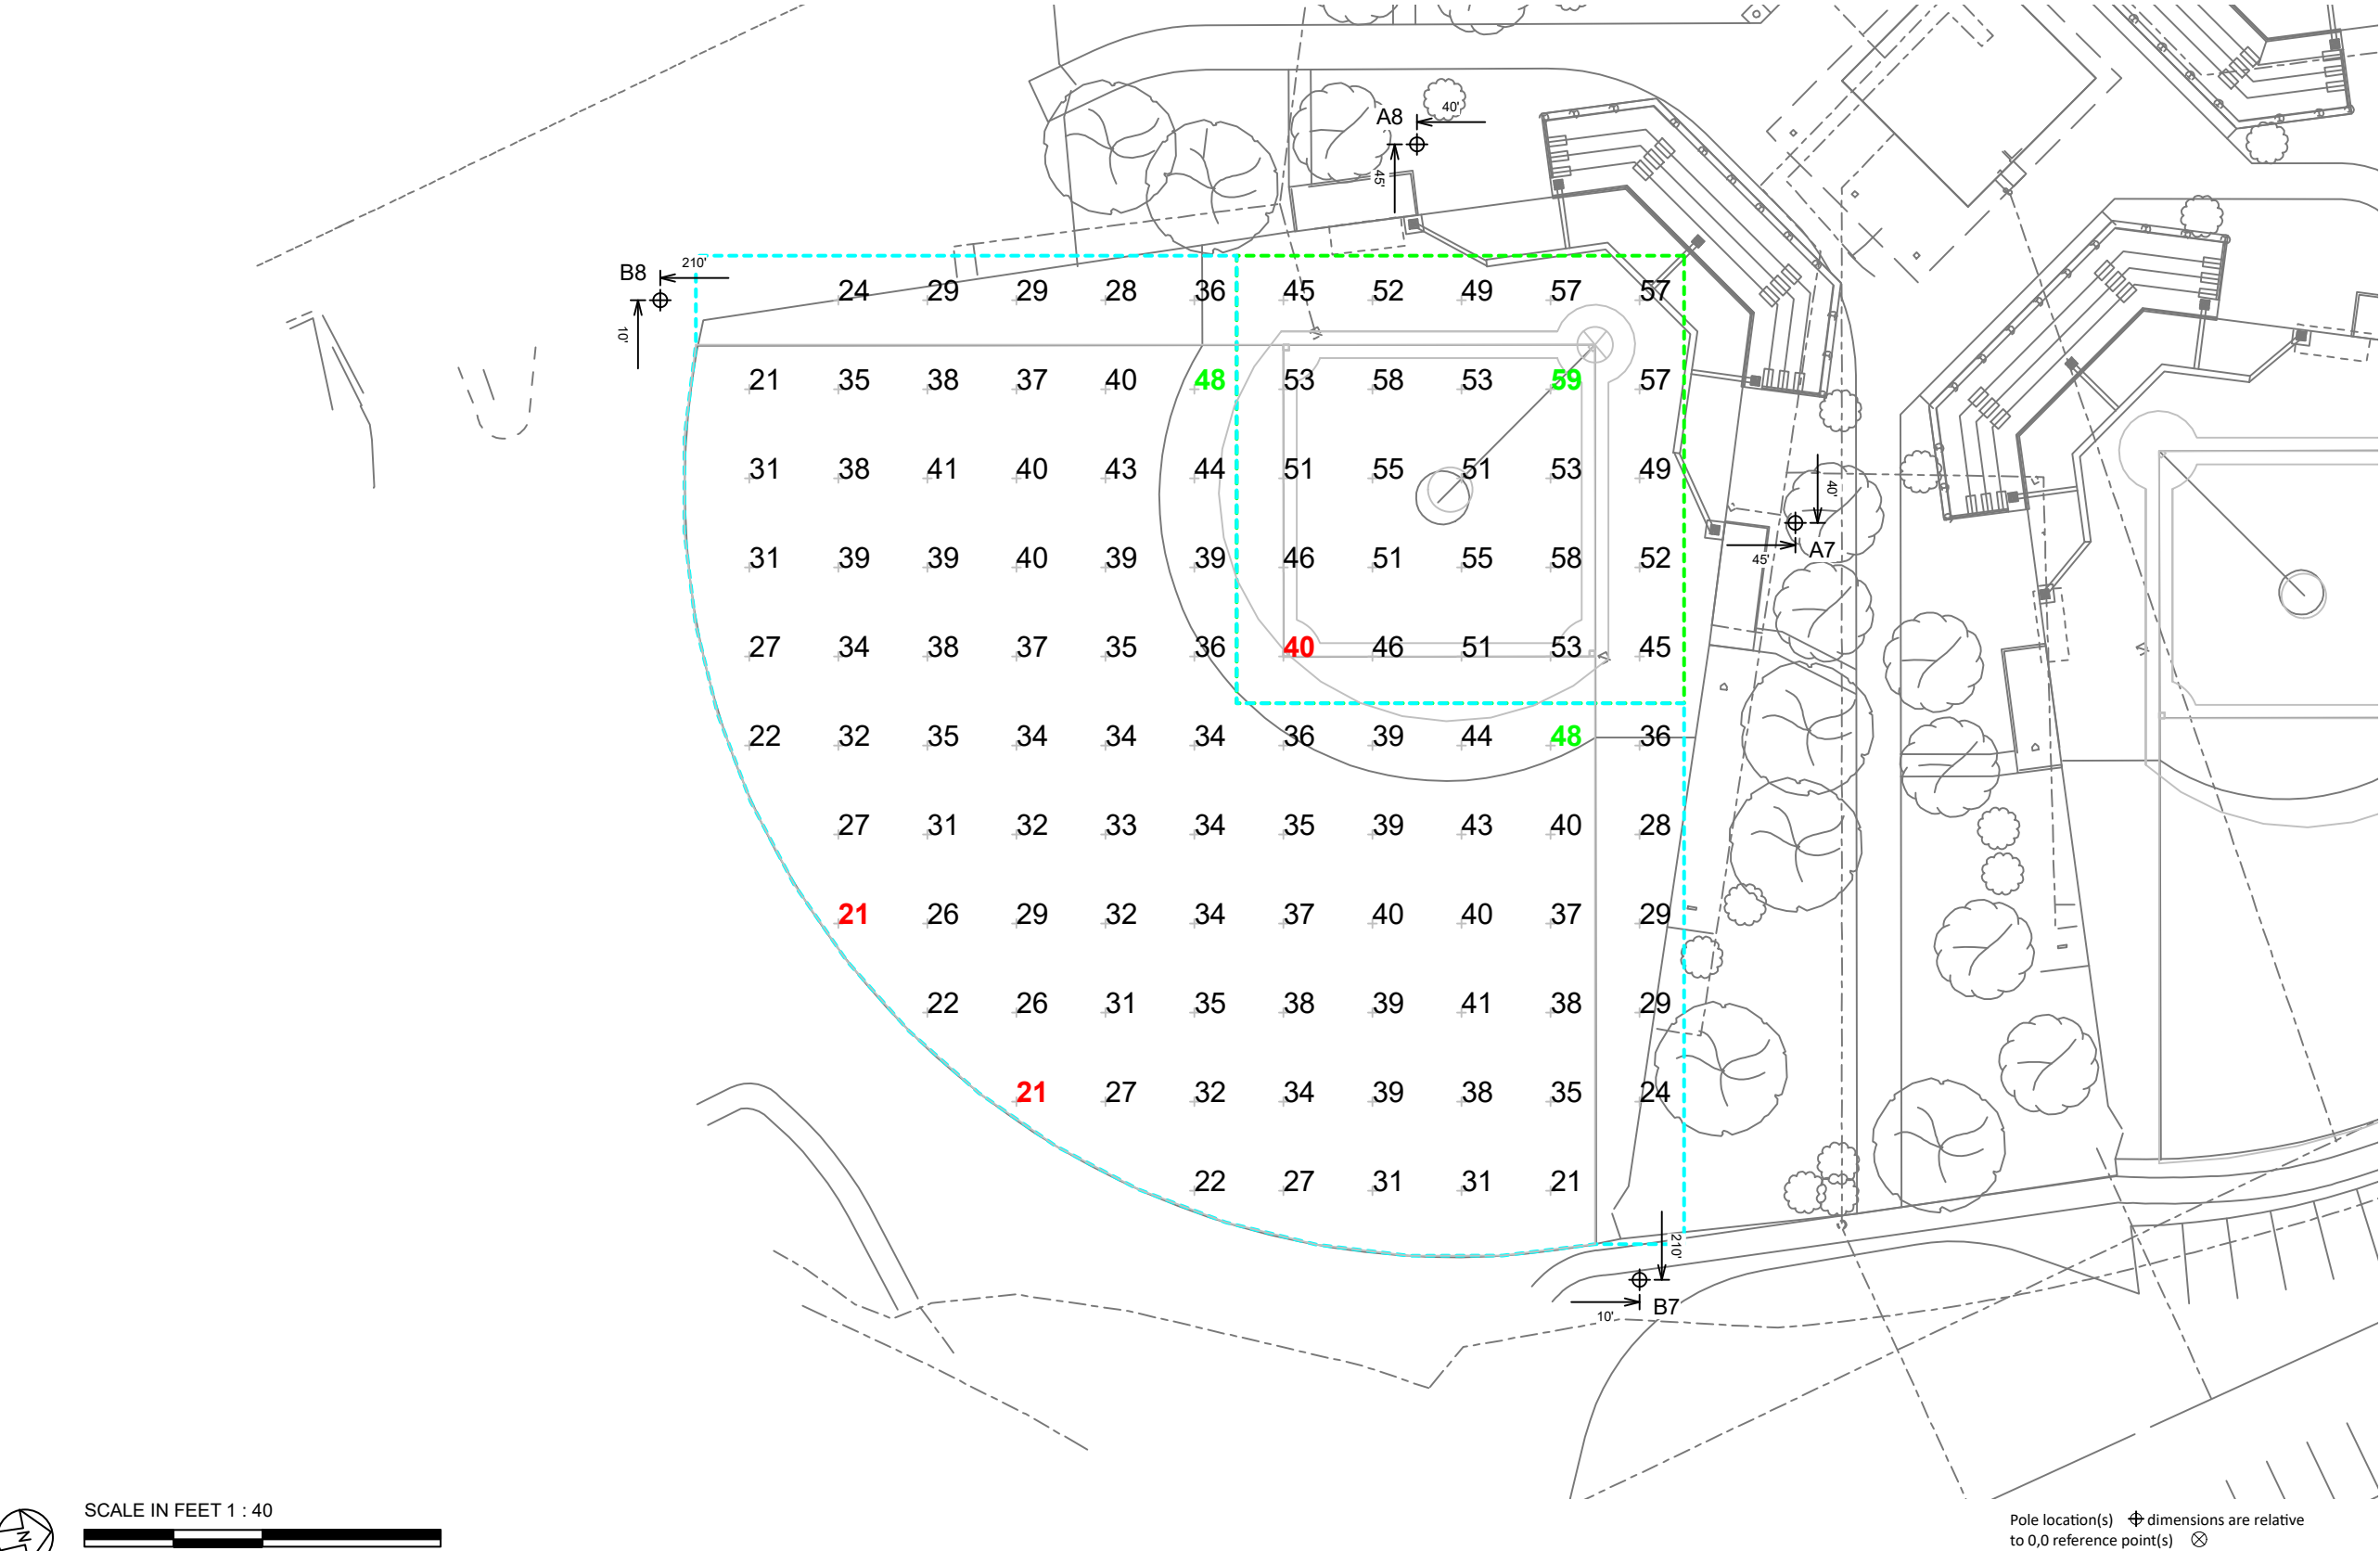 A8
40'
45'
B8
210'
10'
24 29 29 28 36 45 52 49 57 57
21 35 38 37 40 48 53 58 53 59 57
31 38 41 40 43 44 51 55 51 53 49
40'
31 39 39 40 39 39 46 51 55 58 52
45'
A7
27 34 38 37 35 36 40 46 51 53 45
22 32 35 34 34 34 36 39 44 48 36
27 31 32 33 34 35 39 43 40 28
21 26 29 32 34 37 40 40 37 29
22 26 31 35 38 39 41 38 29
21 27 32 34 39 38 35 24
22 27 31 31 21
210'
10'
B7
SCALE IN FEET 1 : 40
N
Pole location(s) dimensions are relative
to 0,0 reference point(s)